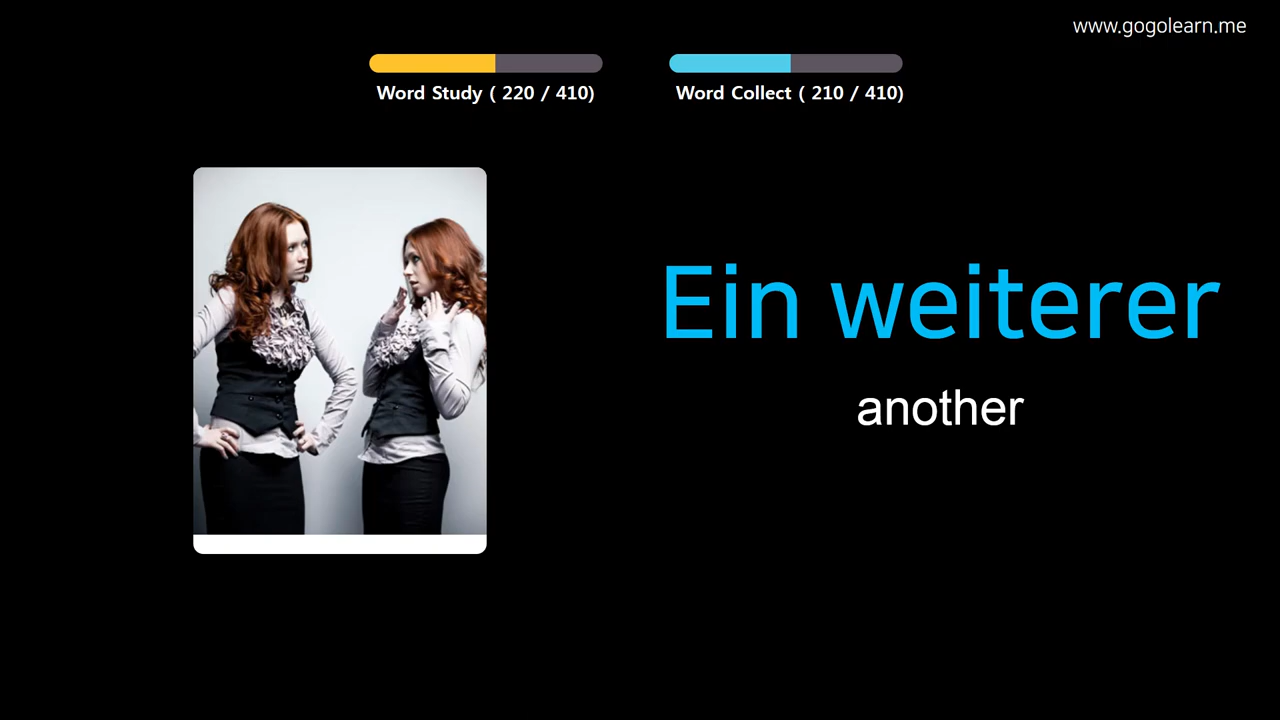 www.gogolearn.me
Word Study ( 220 / 410)
Word Collect ( 210 / 410)
Ein weiterer
another